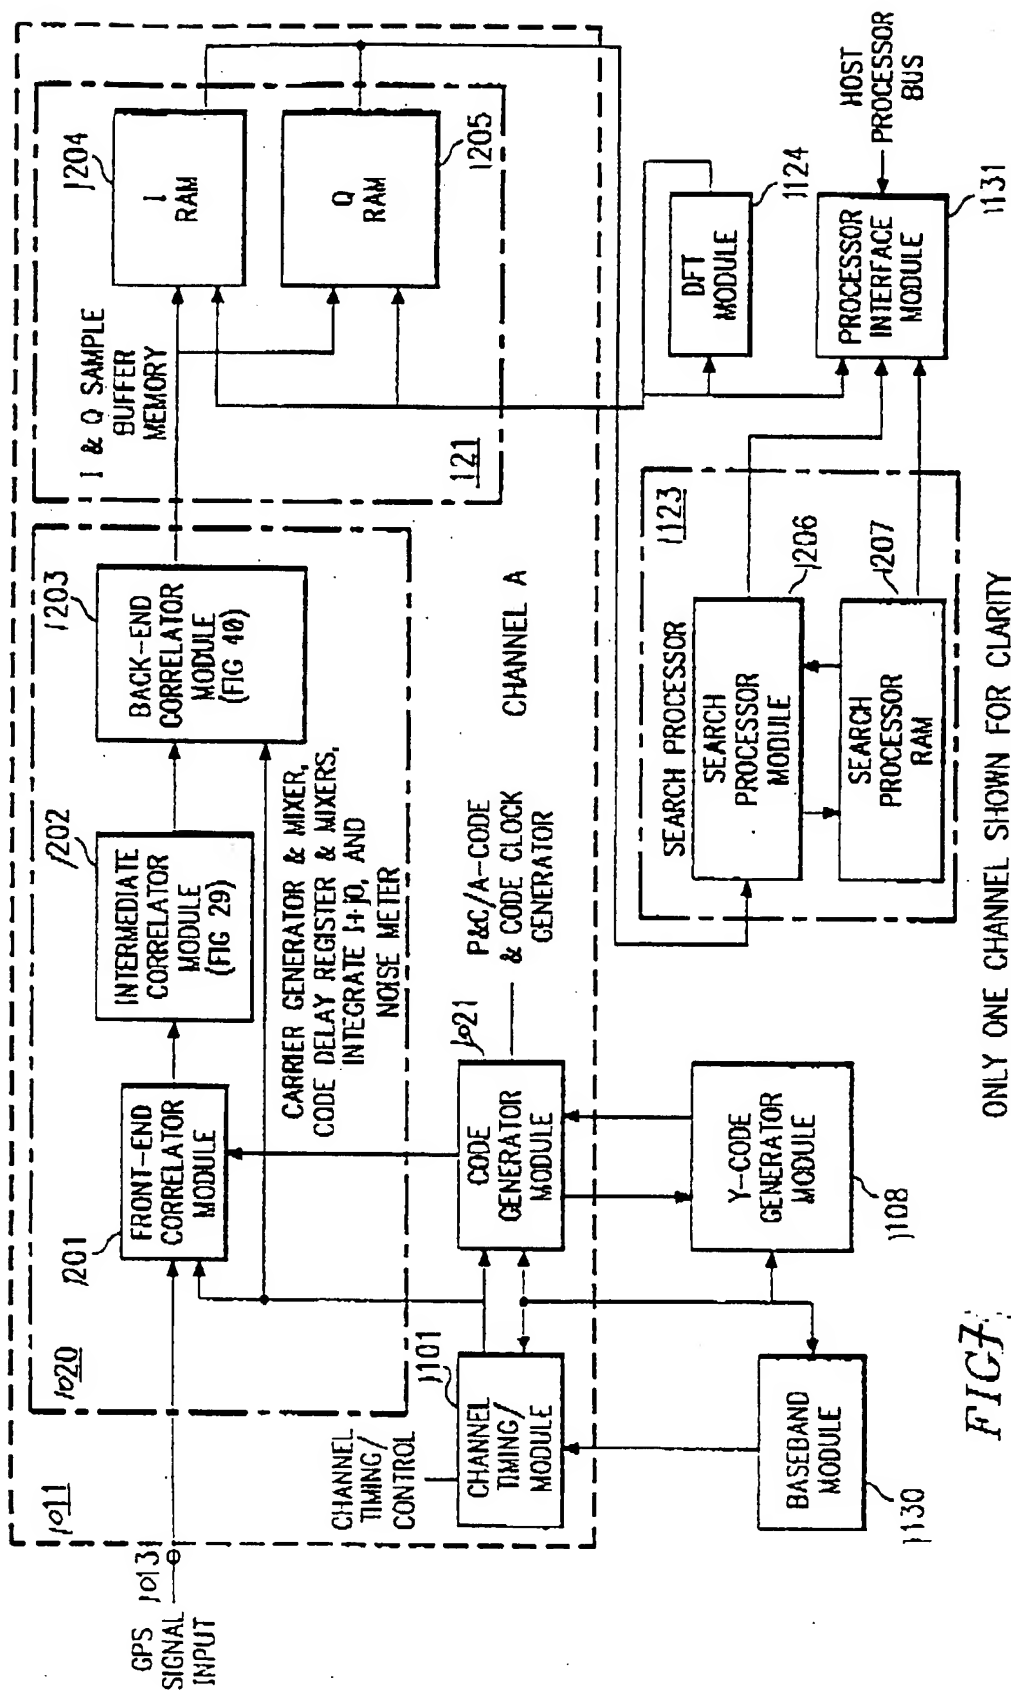 1011
GPS
SIGNAL
INPUT
1013
1020
1201
FRONT-END
CORRELATOR
MODULE
1202
INTERMEDIATE
CORRELATOR
MODULE
(FIG 29)
1203
BACK-END
CORRELATOR
MODULE
(FIG 40)
CARRIER GENERATOR & MIXER,
CODE DELAY REGISTER & MIXERS,
INTEGRATE I+jQ, AND
NOISE METER
I & Q SAMPLE
BUFFER
MEMORY
121
1204
I
RAM
Q
RAM
1205
CHANNEL
TIMING/
CONTROL
1101
CHANNEL
TIMING/
MODULE
1021
CODE
GENERATOR
MODULE
P&C/A-CODE
& CODE CLOCK
GENERATOR
CHANNEL A
BASEBAND
MODULE
1130
Y-CODE
GENERATOR
MODULE
1108
SEARCH PROCESSOR
1123
SEARCH
PROCESSOR
MODULE
1206
SEARCH
PROCESSOR
RAM
1207
DFT
MODULE
1124
PROCESSOR
INTERFACE
MODULE
1131
HOST
PROCESSOR
BUS
ONLY ONE CHANNEL SHOWN FOR CLARITY
FIG 7